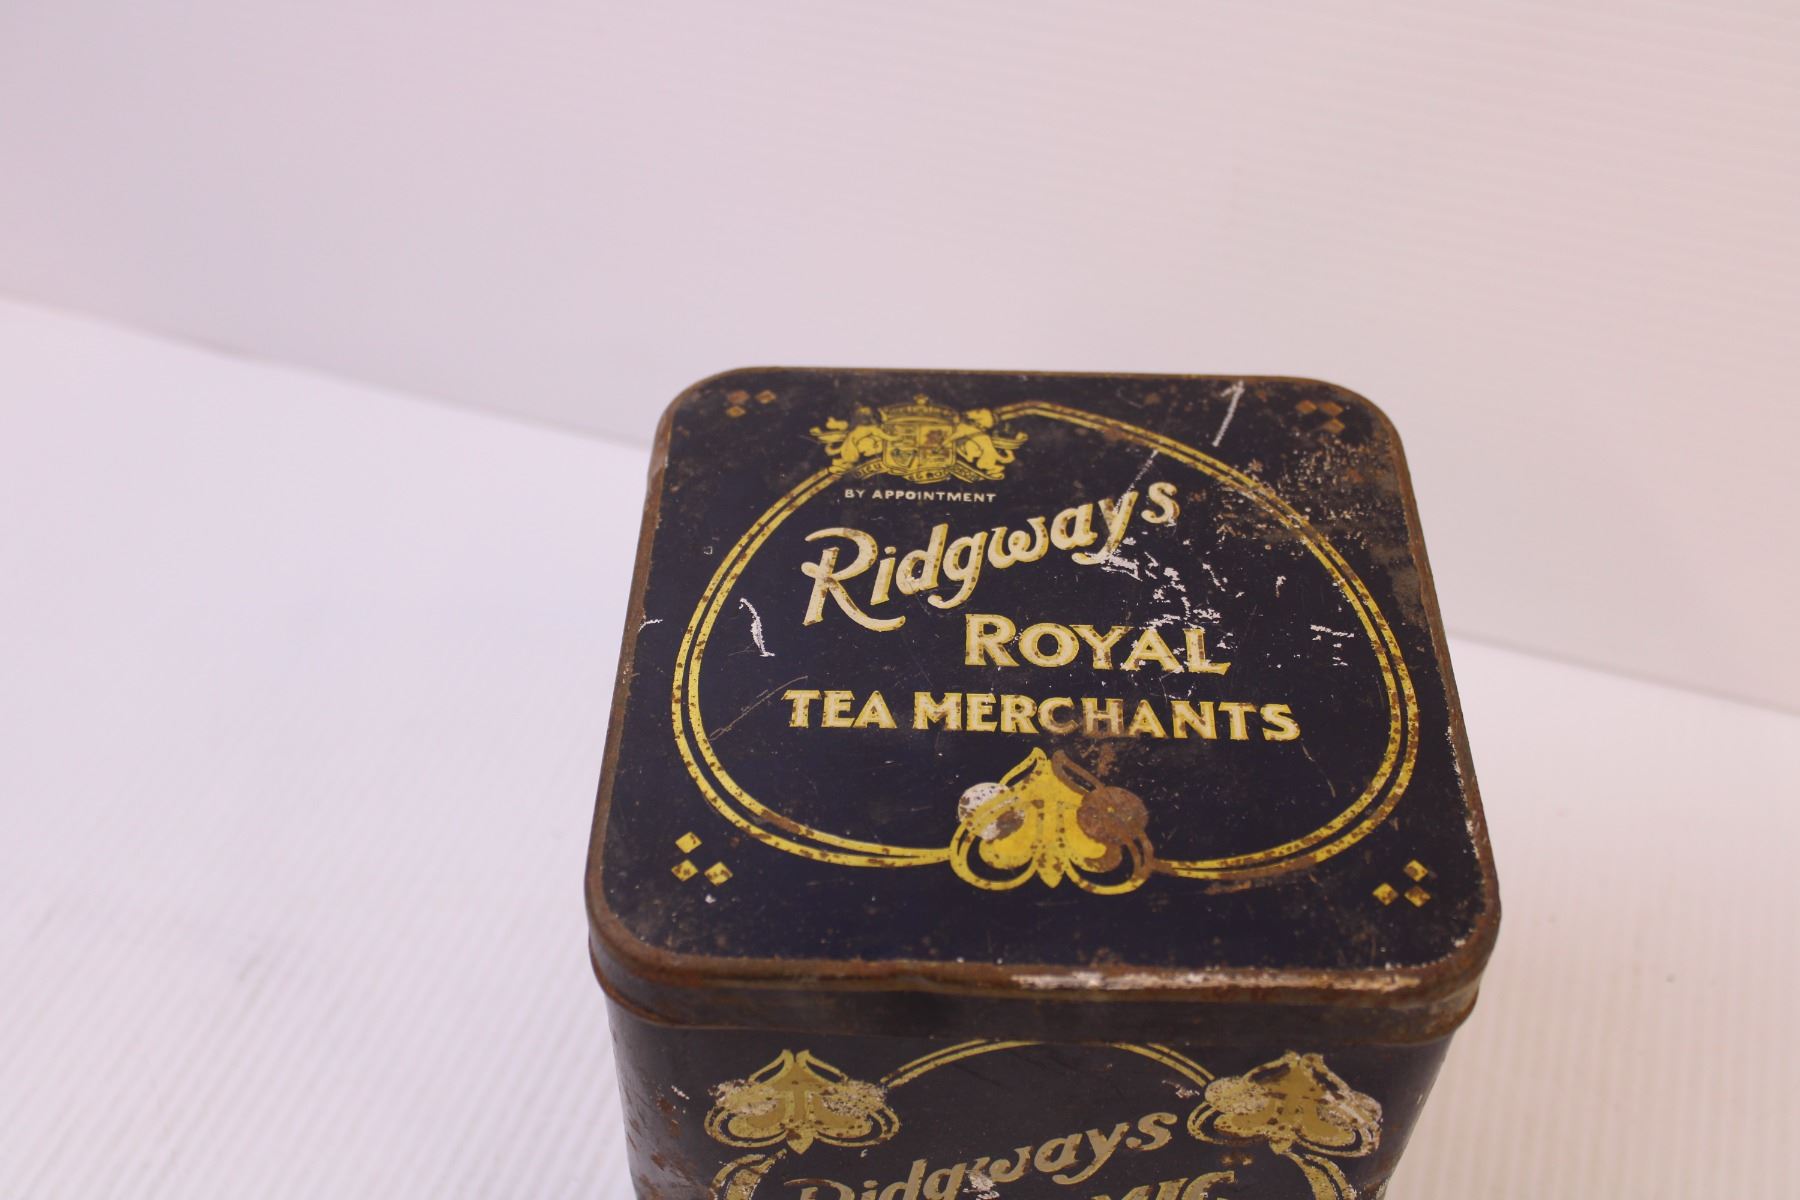 BY APPOINTMENT
Ridgways
ROYAL
TEA MERCHANTS
Ridgways